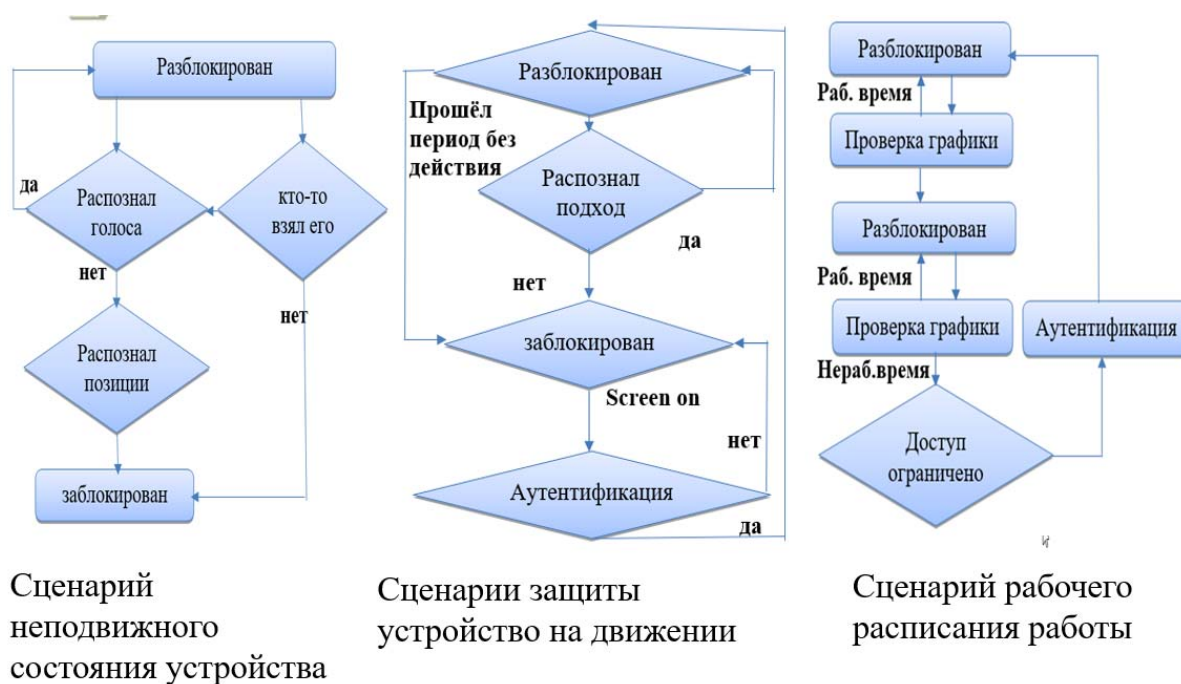 Разблокирован
да
Распознал
голоса
кто-то
взял его
нет
нет
Распознал
позиции
заблокирован
Сценарий
неподвижного
состояния устройства
Разблокирован
Прошёл
период без
действия
Распознал
подход
да
нет
заблокирован
Screen on
нет
Аутентификация
да
Сценарии защиты
устройство на движении
Разблокирован
Раб. время
Проверка графики
Разблокирован
Раб. время
Проверка графики
Аутентификация
Нераб.время
Доступ
ограничено
Сценарий рабочего
расписания работы